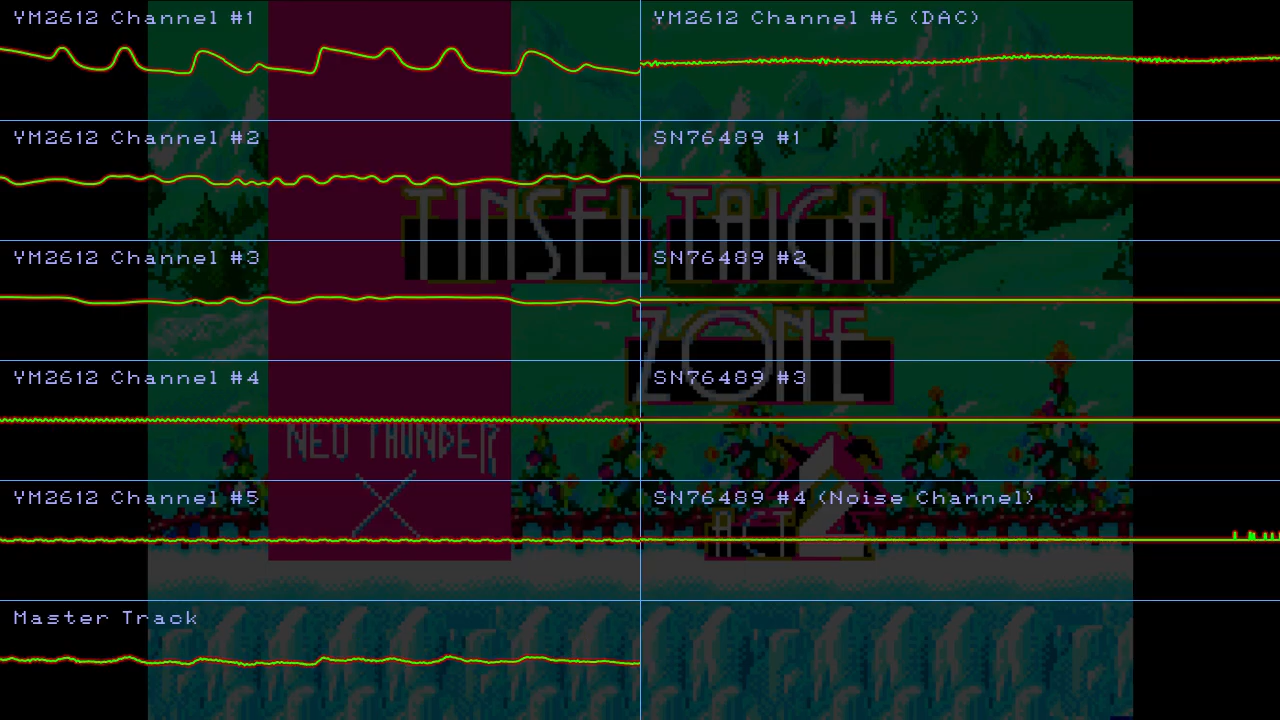 YM2612 Channel #1
YM2612 Channel #6 (DAC)
YM2612 Channel #2
SN76489 #1
TINSEL TAIGA
YM2612 Channel #3
SN76489 #2
ZONE
YM2612 Channel #4
SN76489 #3
NEO THUNDER
X
YM2612 Channel #5
SN76489 #4 (Noise Channel)
ACT 2
Master Track